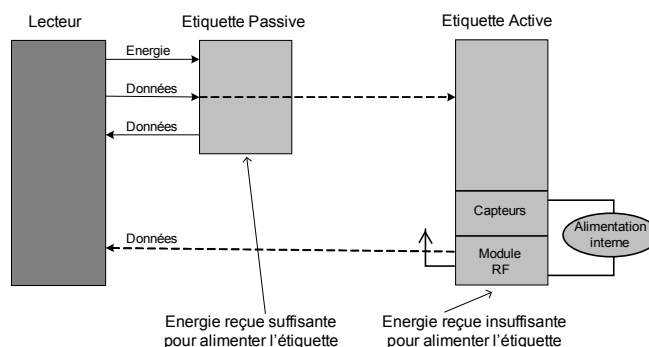 Lecteur
Etiquette Passive
Etiquette Active
Energie
Données
Données
Capteurs
Alimentation
interne
Données
Module
RF
Energie reçue suffisante
pour alimenter l'étiquette
Energie reçue insuffisante
pour alimenter l'étiquette